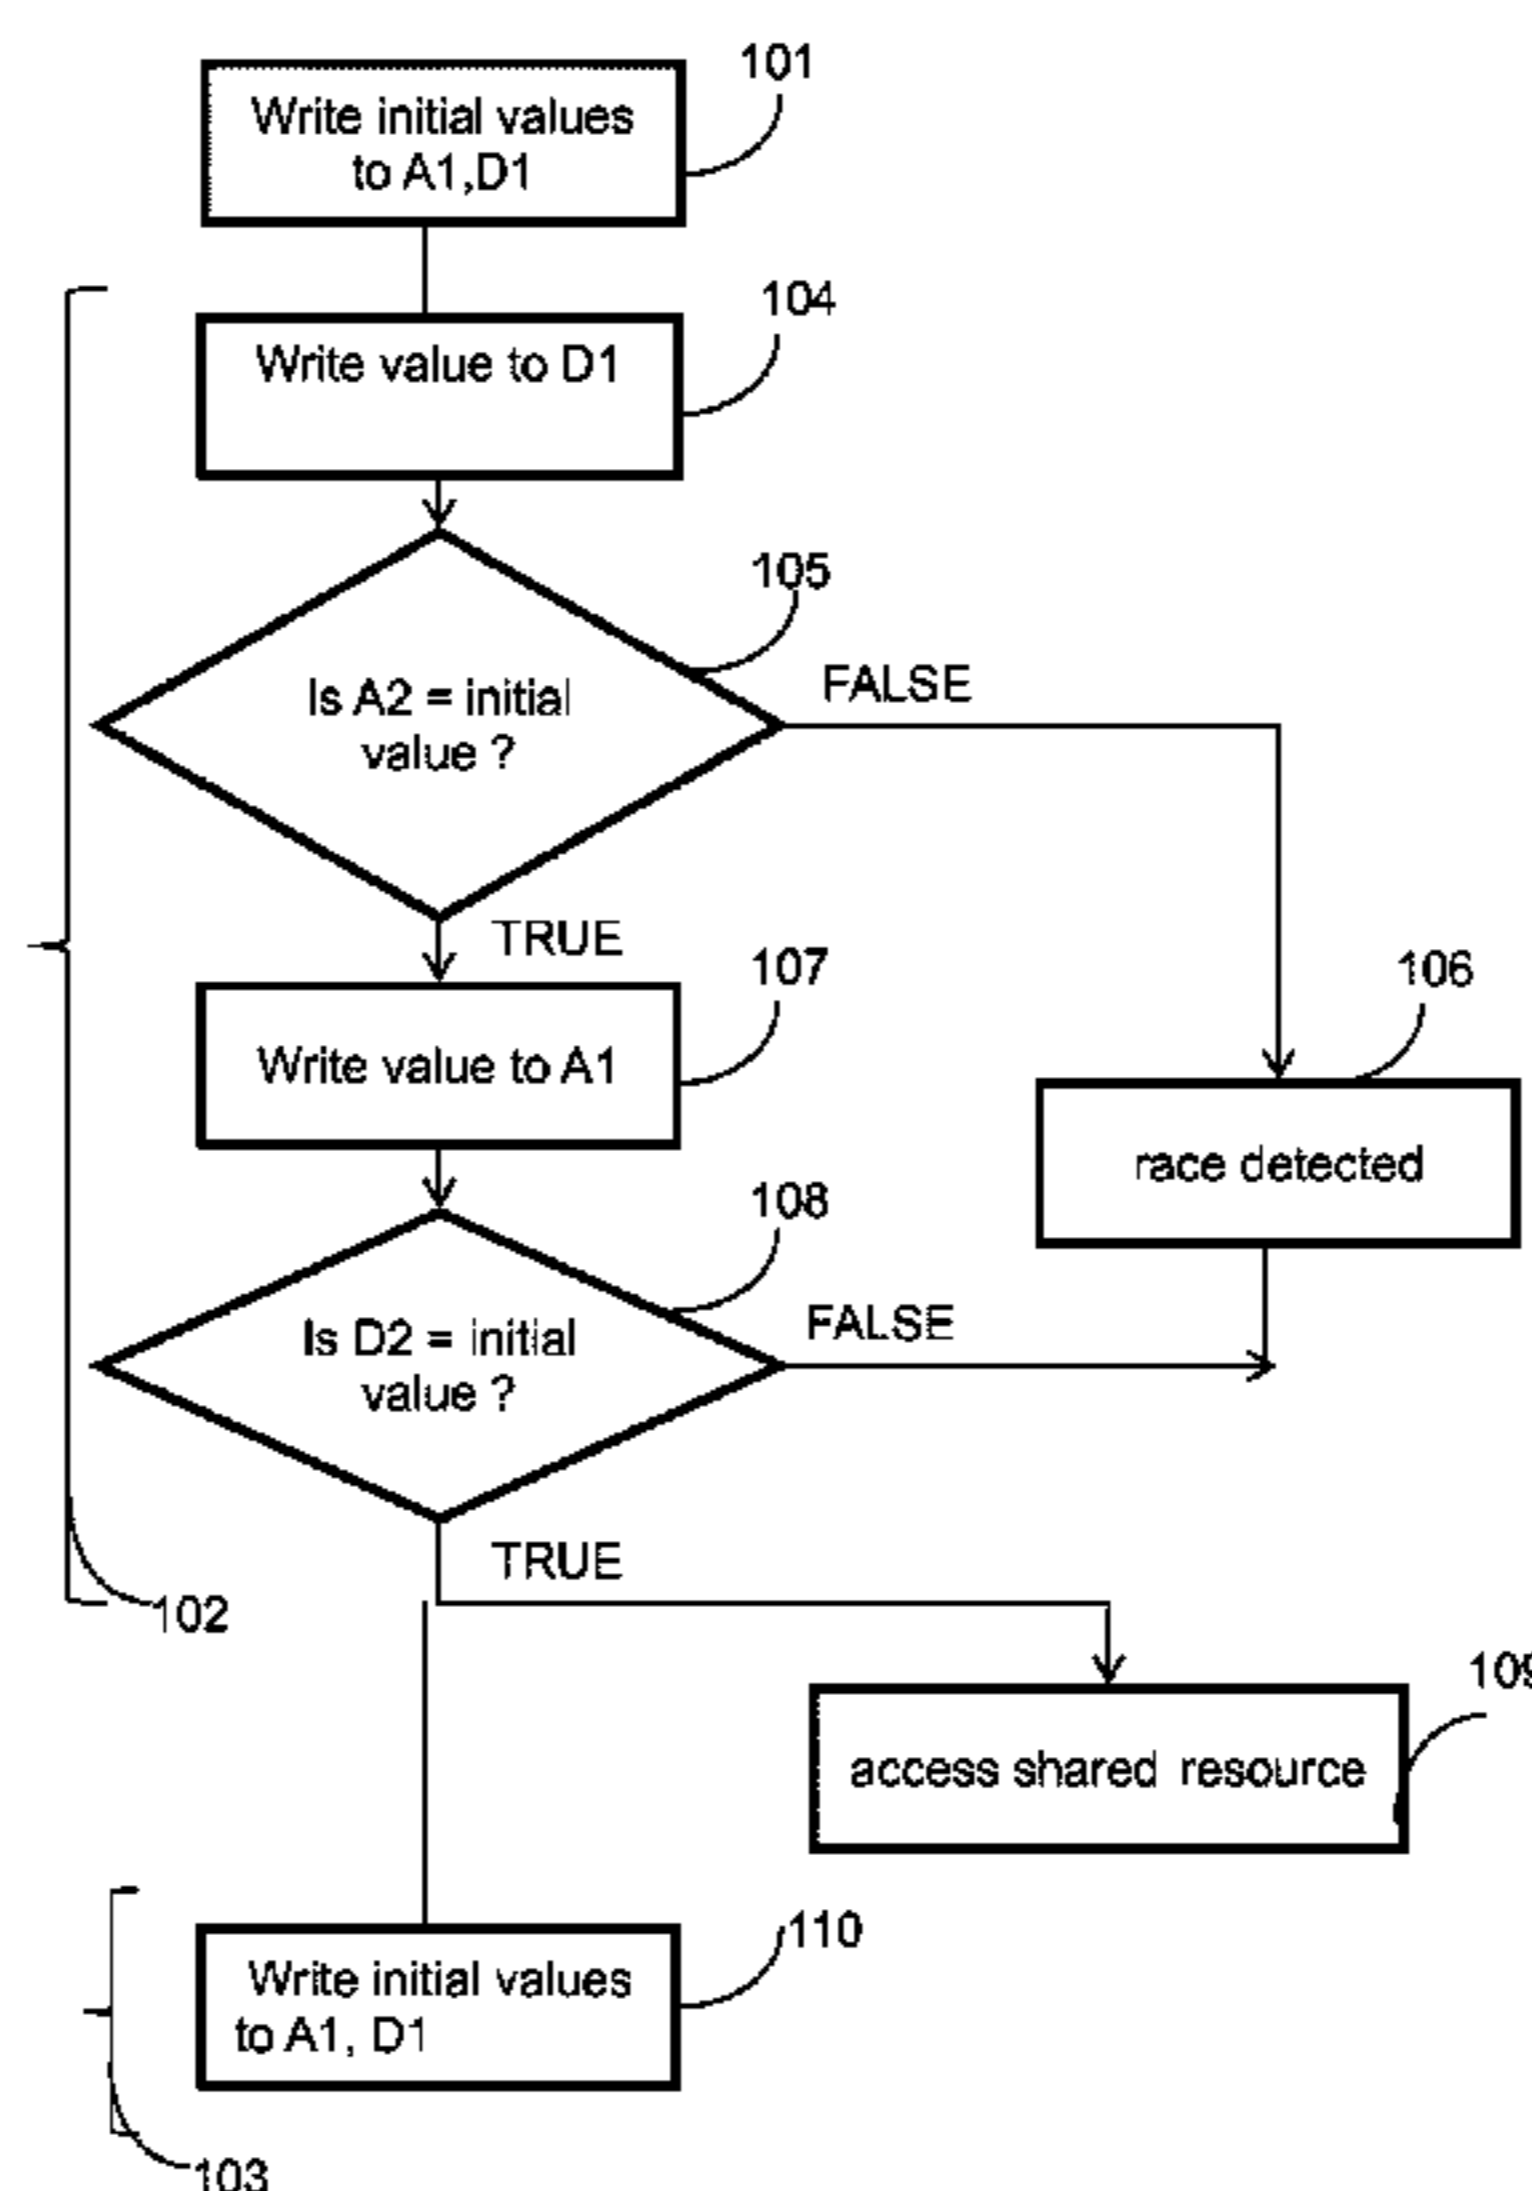 101
Write initial values
to A1,D1
104
Write value to D1
105
FALSE
Is A2 = initial
value ?
TRUE
107
106
Write value to A1
race detected
108
FALSE
Is D2 = initial
value ?
TRUE
102
109
access shared resource
110
Write initial values
to A1, D1
103